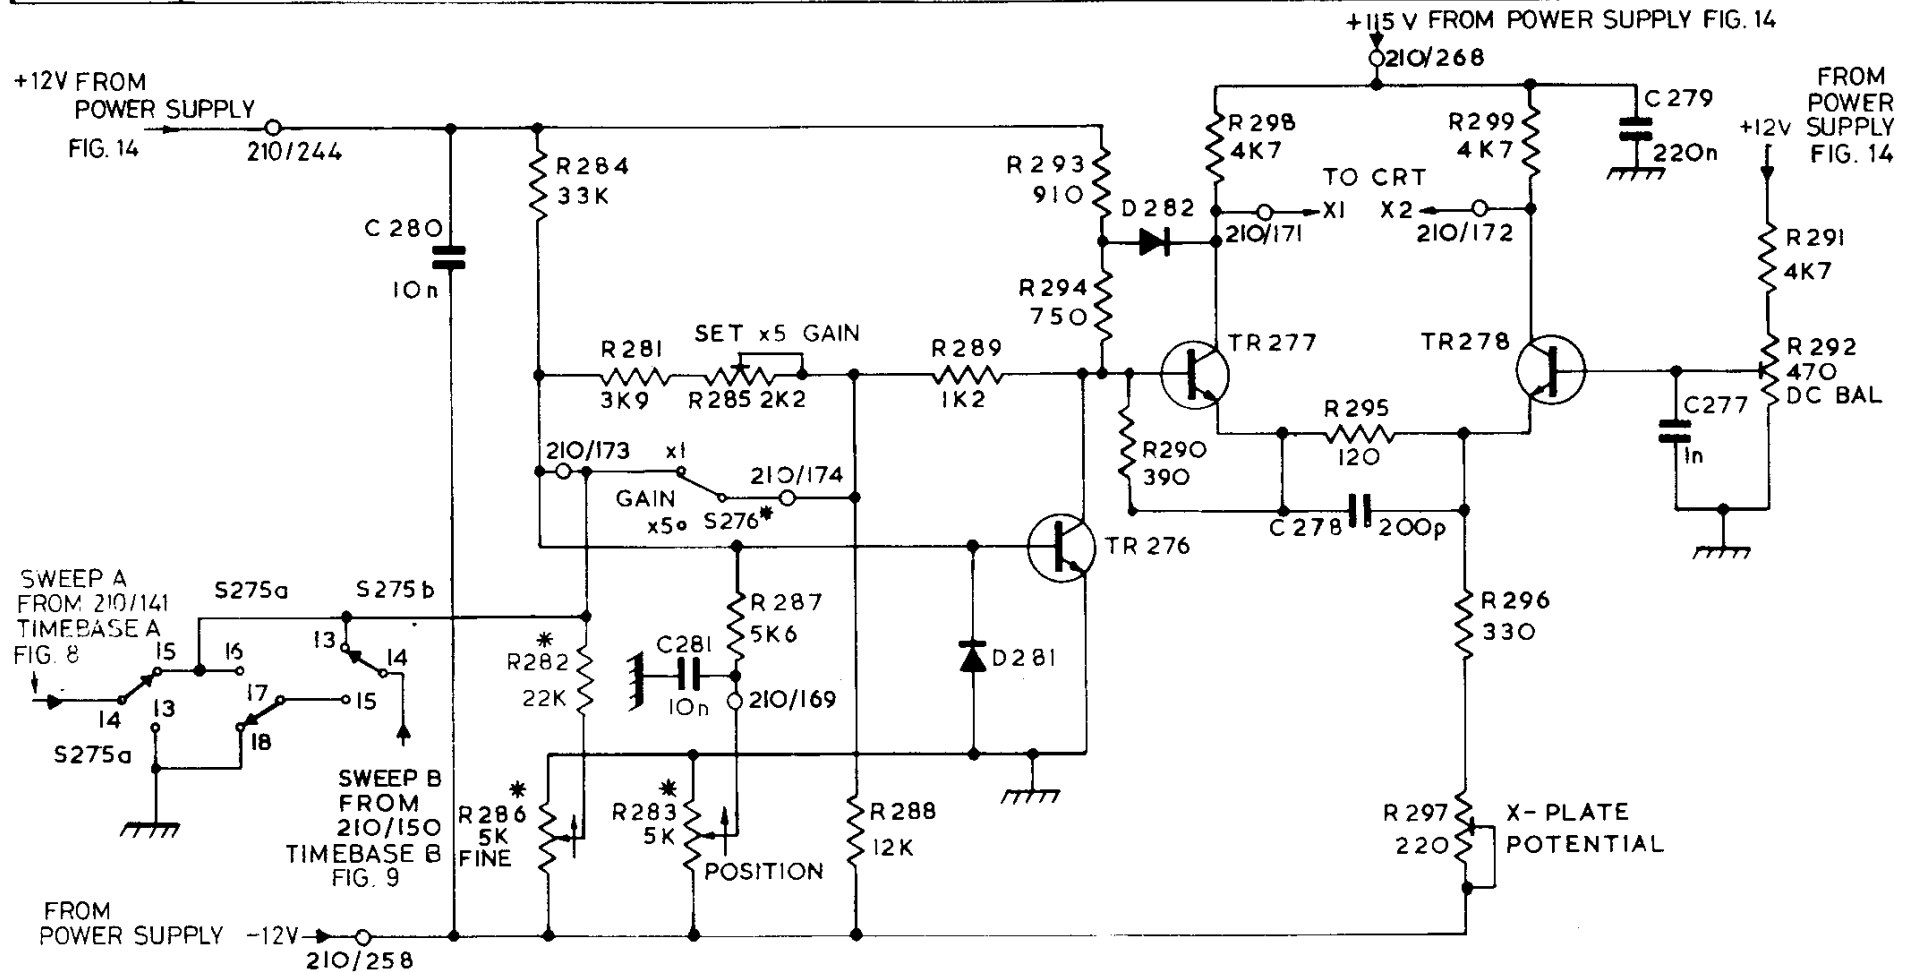 +115 V FROM POWER SUPPLY FIG. 14
210/268
+12V FROM
POWER SUPPLY
FIG. 14
210/244
R284
33K
C280
10n
R293
910
D282
R294
750
R298
4K7
R299
4K7
C279
220n
TO CRT
X1 X2
210/171
210/172
FROM
POWER
+12V SUPPLY
FIG. 14
R291
4K7
R292
470
DC BAL
C277
1n
SET x5 GAIN
R281
3K9
R285 2K2
R289
1K2
TR277
TR278
R295
120
R290
390
C278 200p
210/173
x1
210/174
GAIN
x5
S276*
TR276
SWEEP A
FROM 210/141
TIMEBASE A
FIG. 8
S275a
S275b
15
16
13
14
14
13
17
15
18
S275a
*
R282
22K
R287
5K6
C281
10n
210/169
D281
SWEEP B
FROM
210/150
TIMEBASE B
FIG. 9
*
R286
5K
FINE
*
R283
5K
POSITION
R288
12K
R296
330
R297
220
X-PLATE
POTENTIAL
FROM
POWER SUPPLY -12V
210/258